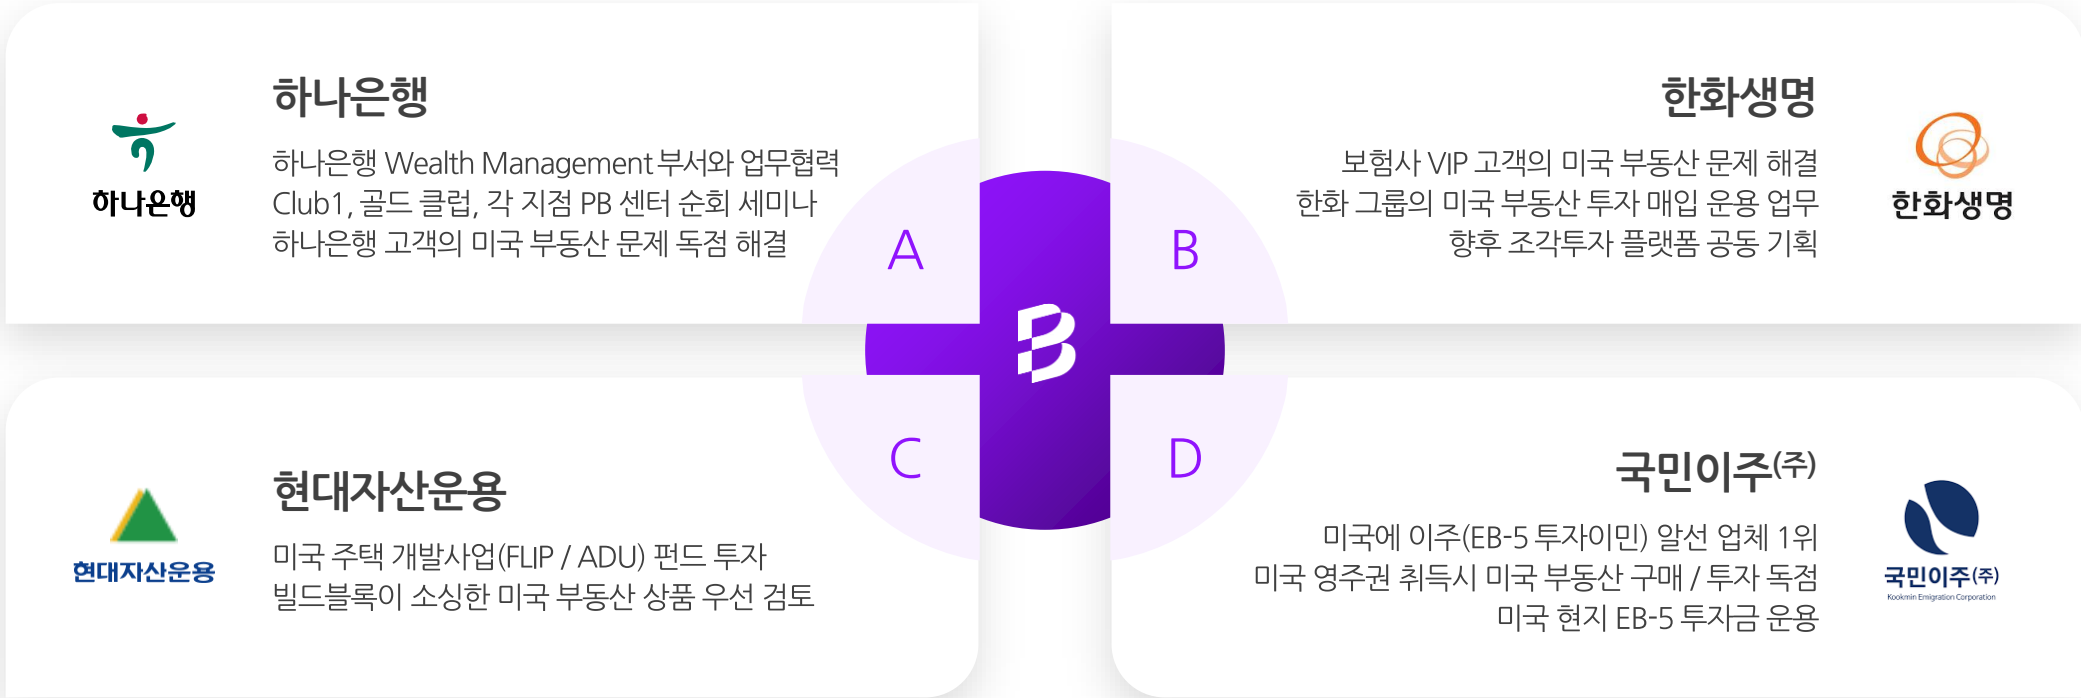 하나은행
하나은행 Wealth Management 부서와 업무협력
Club1, 골드 클럽, 각 지점 PB 센터 순회 세미나
하나은행 고객의 미국 부동산 문제 독점 해결
하나은행
A
한화생명
보험사 VIP 고객의 미국 부동산 문제 해결
한화 그룹의 미국 부동산 투자 매입 운용 업무
향후 조각투자 플랫폼 공동 기획
한화생명
B
B
현대자산운용
미국 주택 개발사업(FLIP / ADU) 펀드 투자
빌드블록이 소싱한 미국 부동산 상품 우선 검토
현대자산운용
C
국민이주(주)
미국에 이주(EB-5 투자이민) 알선 업체 1위
미국 영주권 취득시 미국 부동산 구매 / 투자 독점
미국 현지 EB-5 투자금 운용
국민이주(주)
Kookmin Emigration Corporation
D